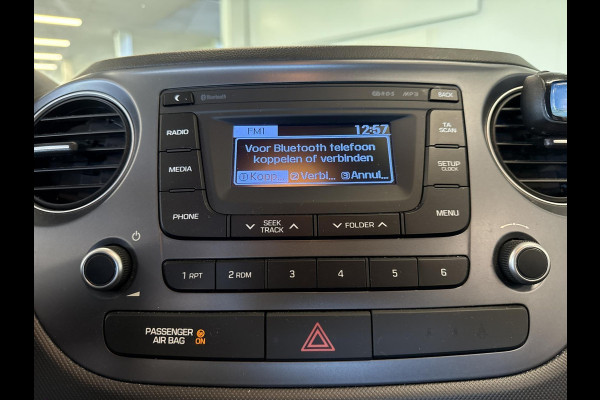 Bluetooth
BACK
RADIO
FM1 12:57
TA
SCAN
Voor Bluetooth telefoon
koppelen of verbinden
MEDIA
SETUP
CLOCK
①Kopp... ②Verbi... ③Annul...
PHONE
SEEK
TRACK
FOLDER
MENU
1 RPT 2 RDM 3 4 5 6
PASSENGER
AIR BAG
ON